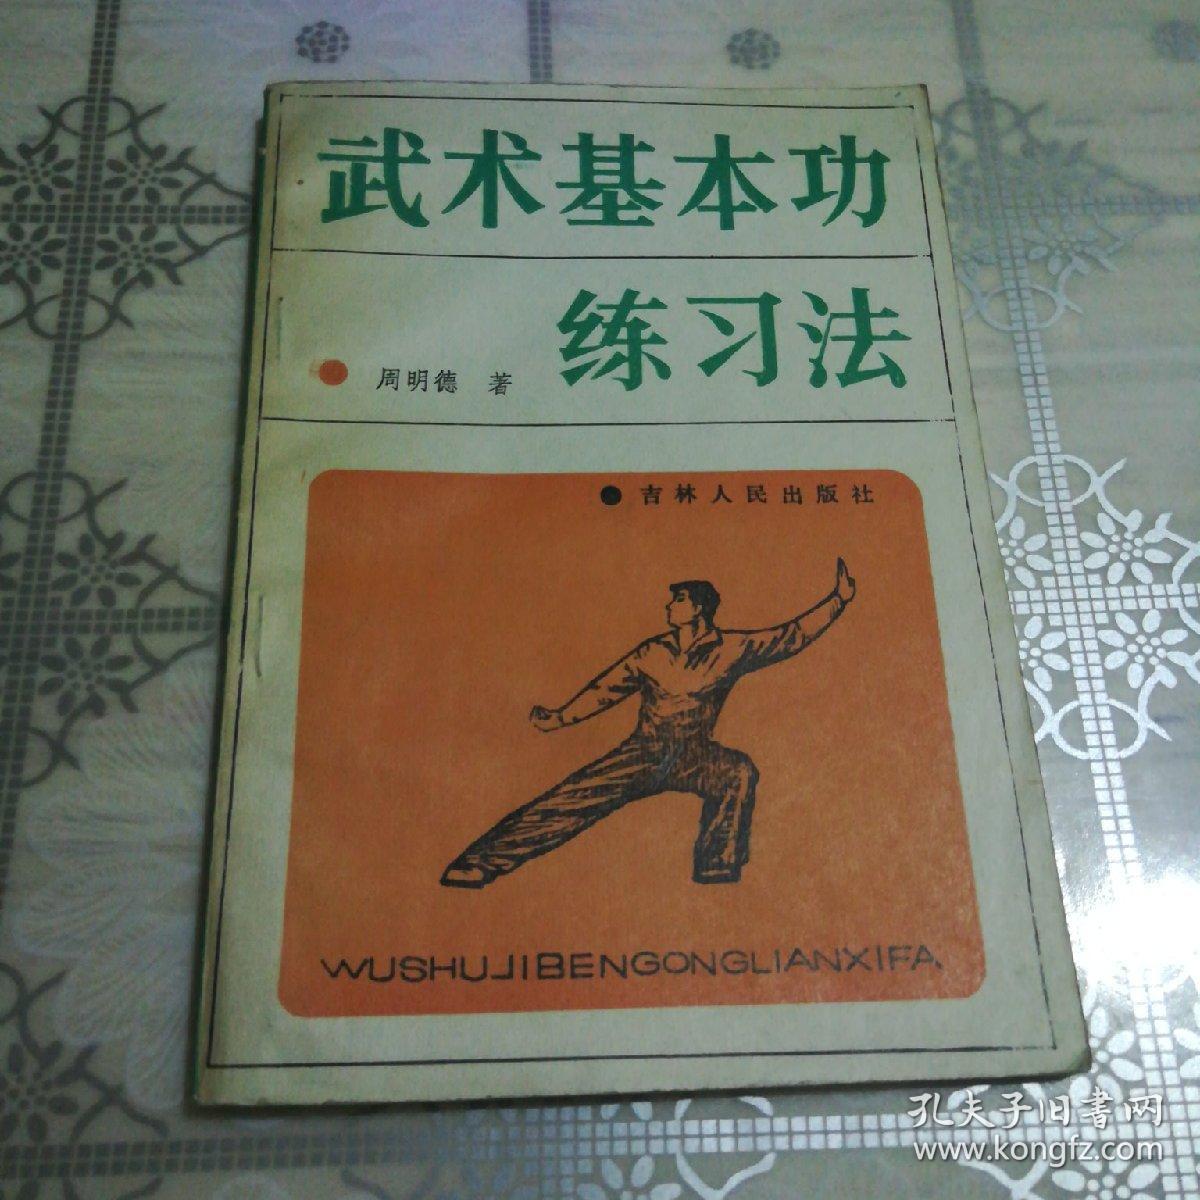 武术基本功
练习法
周明德 著
吉林人民出版社
WUSHUJIBENGONGLIANXIFA
孔夫子旧书网
www.kongfz.com